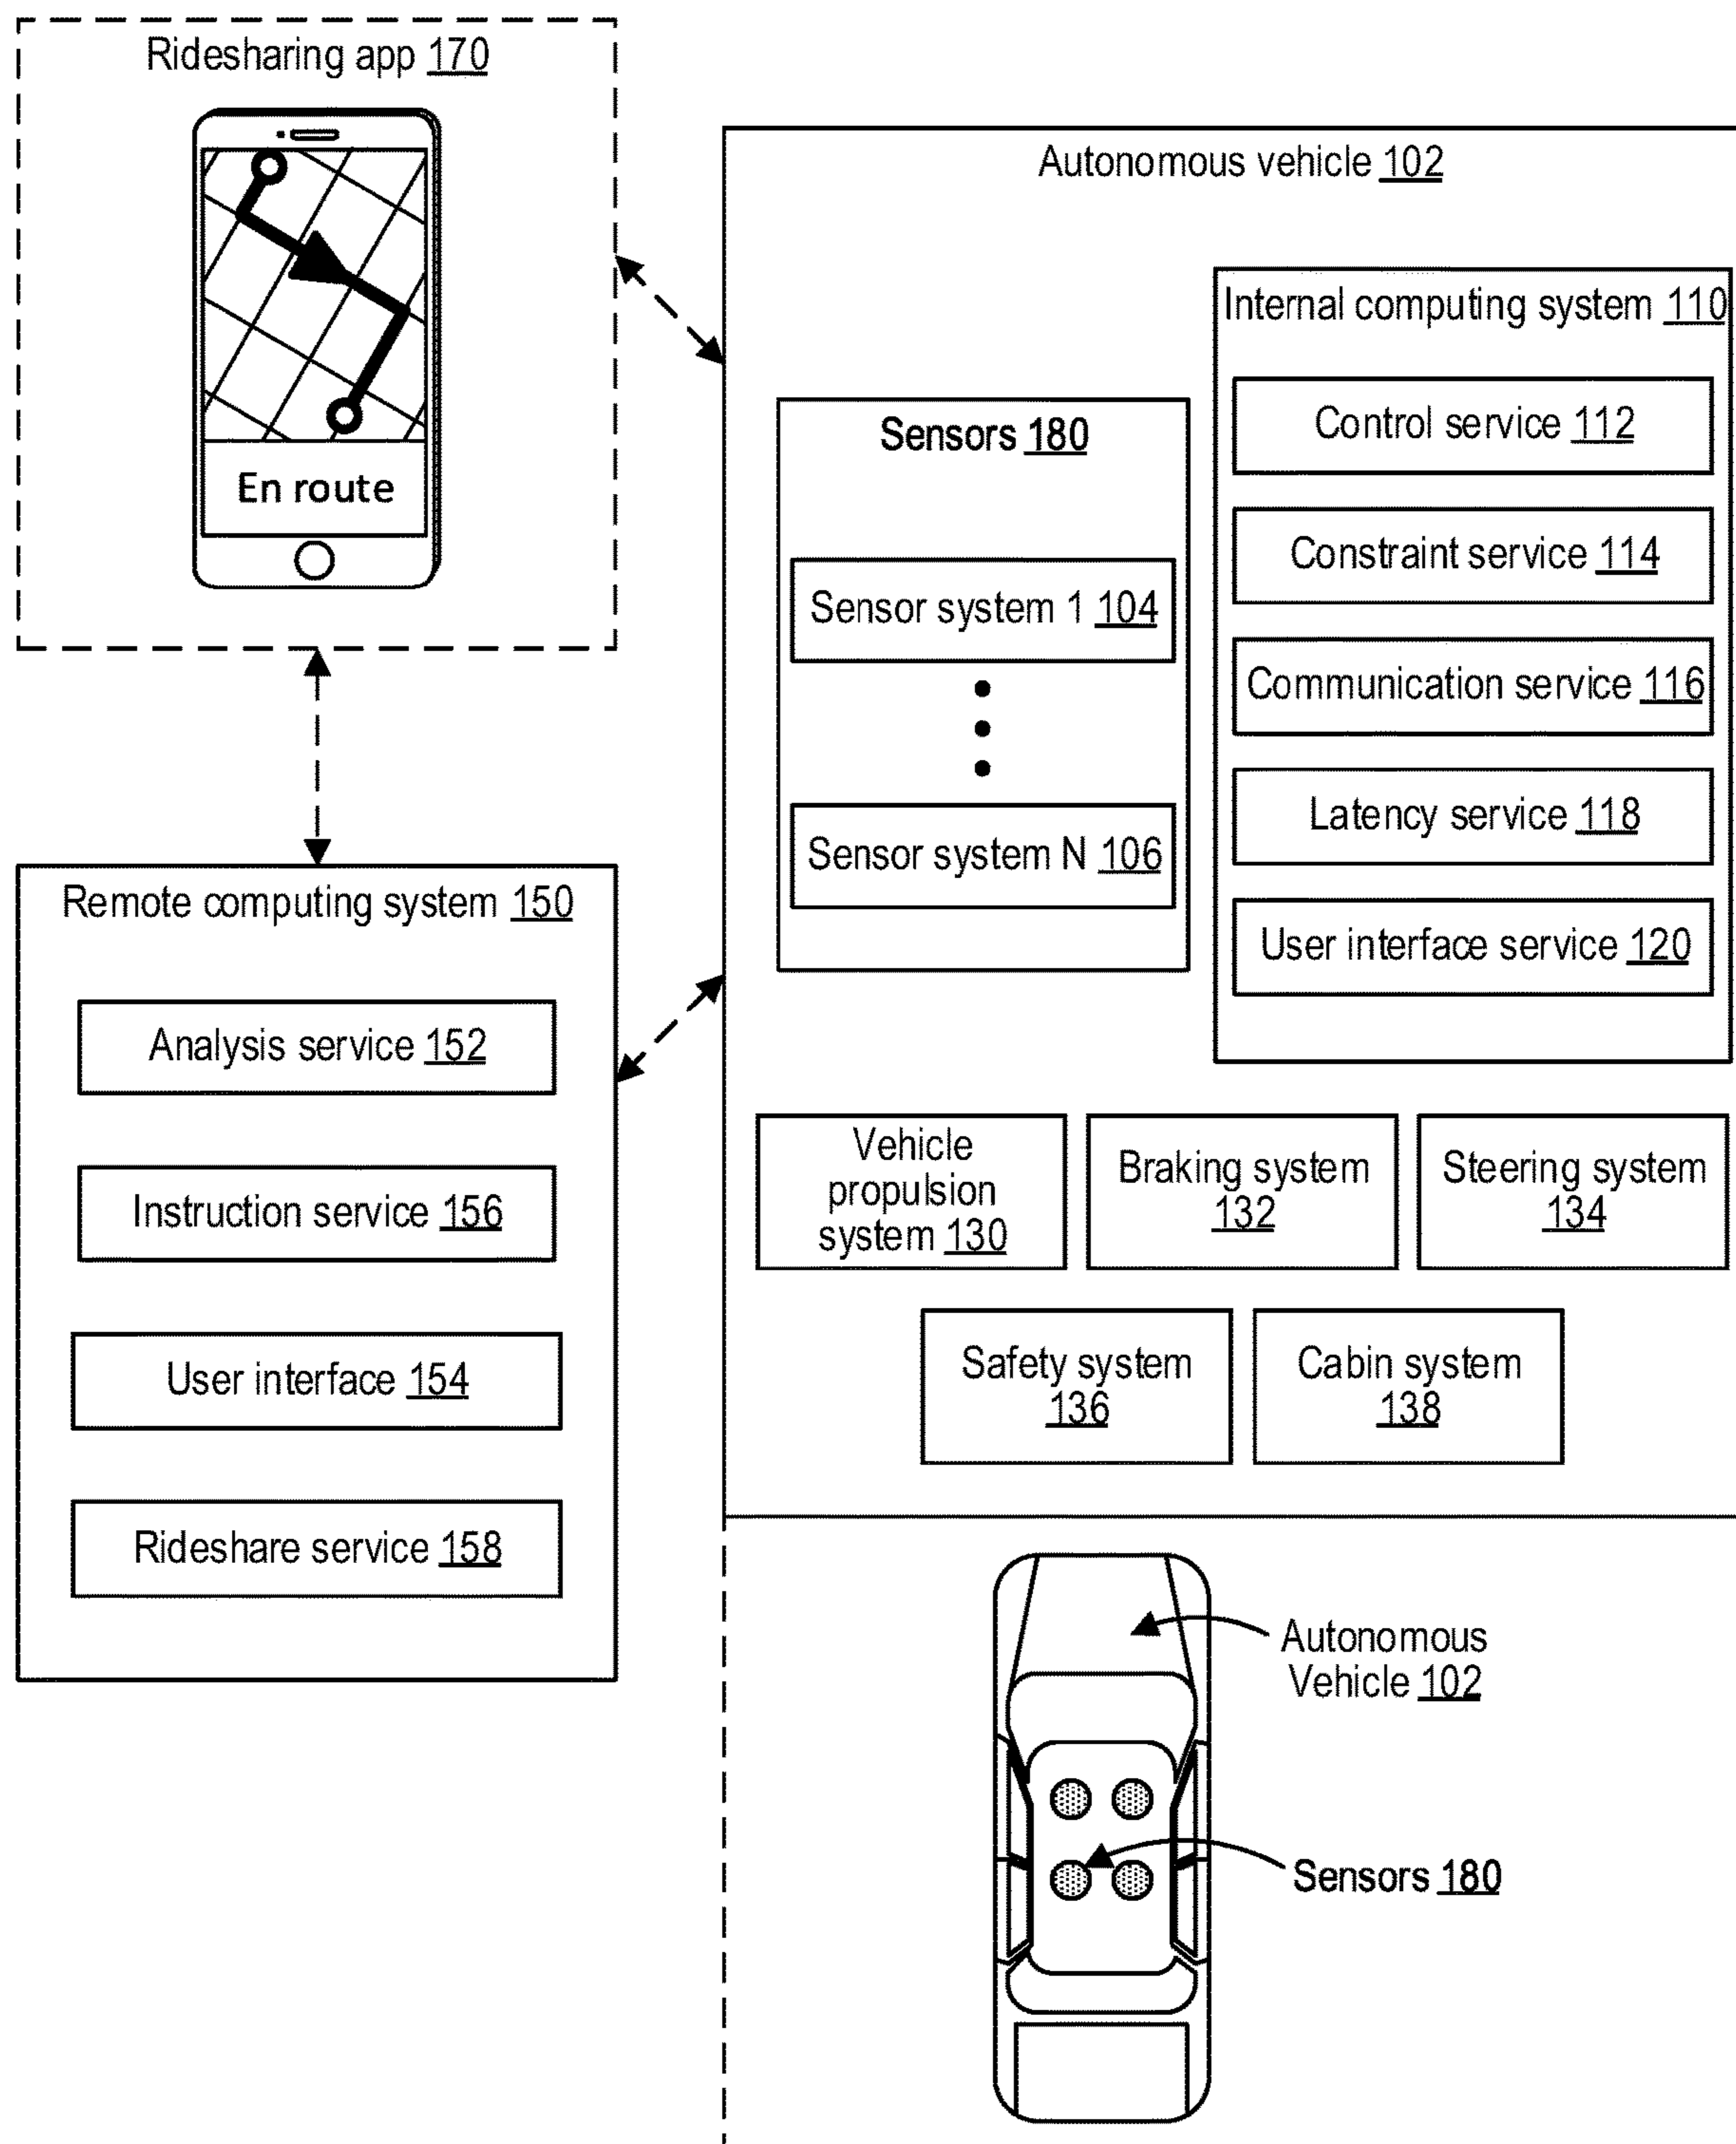 Ridesharing app 170
En route
Autonomous vehicle 102
Internal computing system 110
Control service 112
Constraint service 114
Communication service 116
Latency service 118
User interface service 120
Sensors 180
Sensor system 1 104
Sensor system N 106
Remote computing system 150
Analysis service 152
Instruction service 156
User interface 154
Rideshare service 158
Vehicle
propulsion
system 130
Braking system
132
Steering system
134
Safety system
136
Cabin system
138
Autonomous
Vehicle 102
Sensors 180